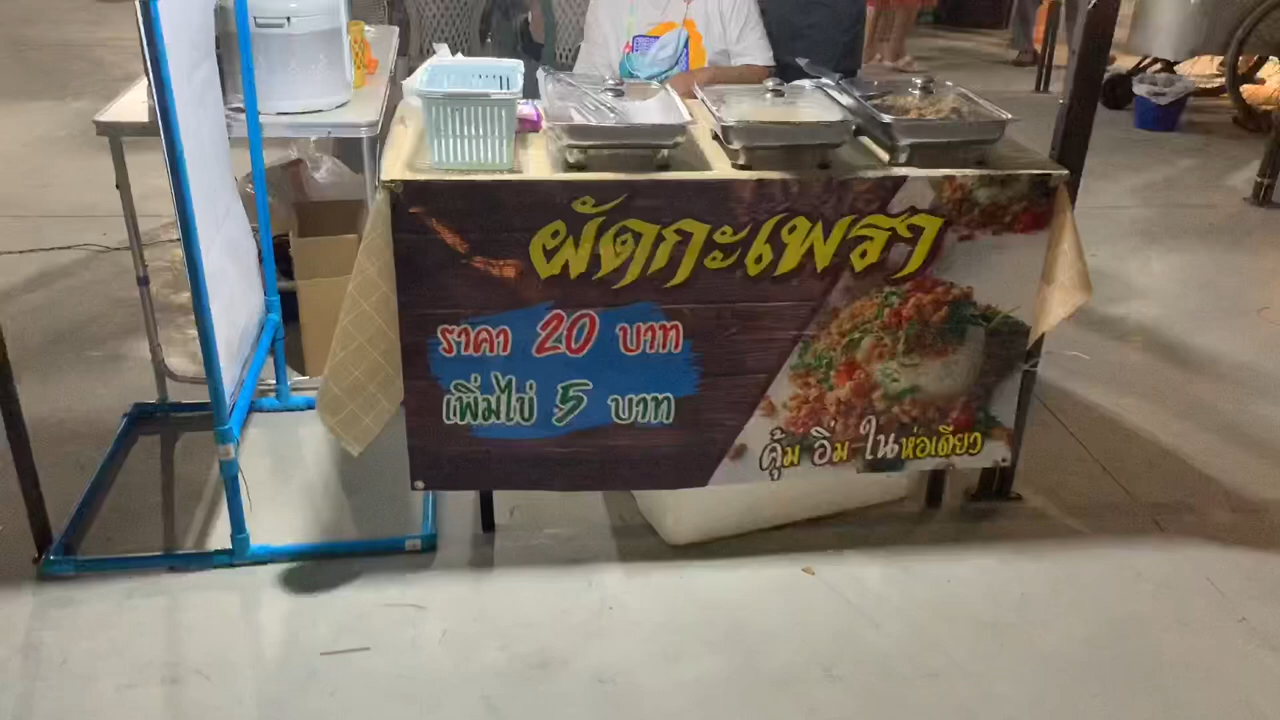 ผัดกะเพรา
ราคา 20 บาท
เพิ่มไข่ 5 บาท
คุ้ม อิ่ม ในห่อเดียว